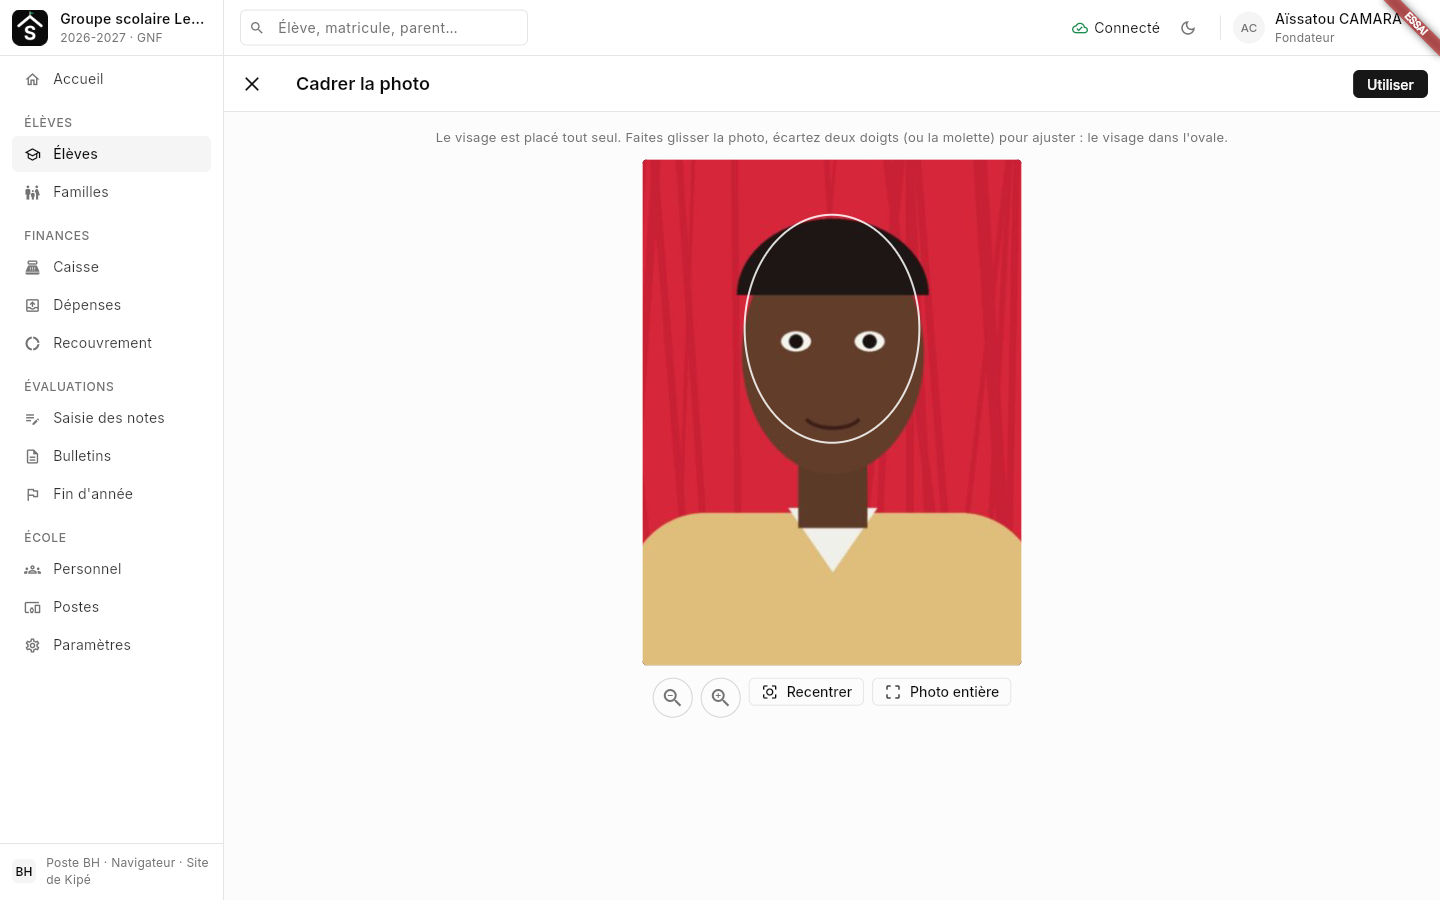 Groupe scolaire Le...
2026-2027 · GNF
Élève, matricule, parent...
Connecté
AC
Aïssatou CAMARA
Fondateur
ESSAI
Accueil
ÉLÈVES
Élèves
Familles
FINANCES
Caisse
Dépenses
Recouvrement
ÉVALUATIONS
Saisie des notes
Bulletins
Fin d'année
ÉCOLE
Personnel
Postes
Paramètres
BH
Poste BH · Navigateur · Site
de Kipé
Cadrer la photo
Utiliser
Le visage est placé tout seul. Faites glisser la photo, écartez deux doigts (ou la molette) pour ajuster : le visage dans l'ovale.
Recentrer
Photo entière